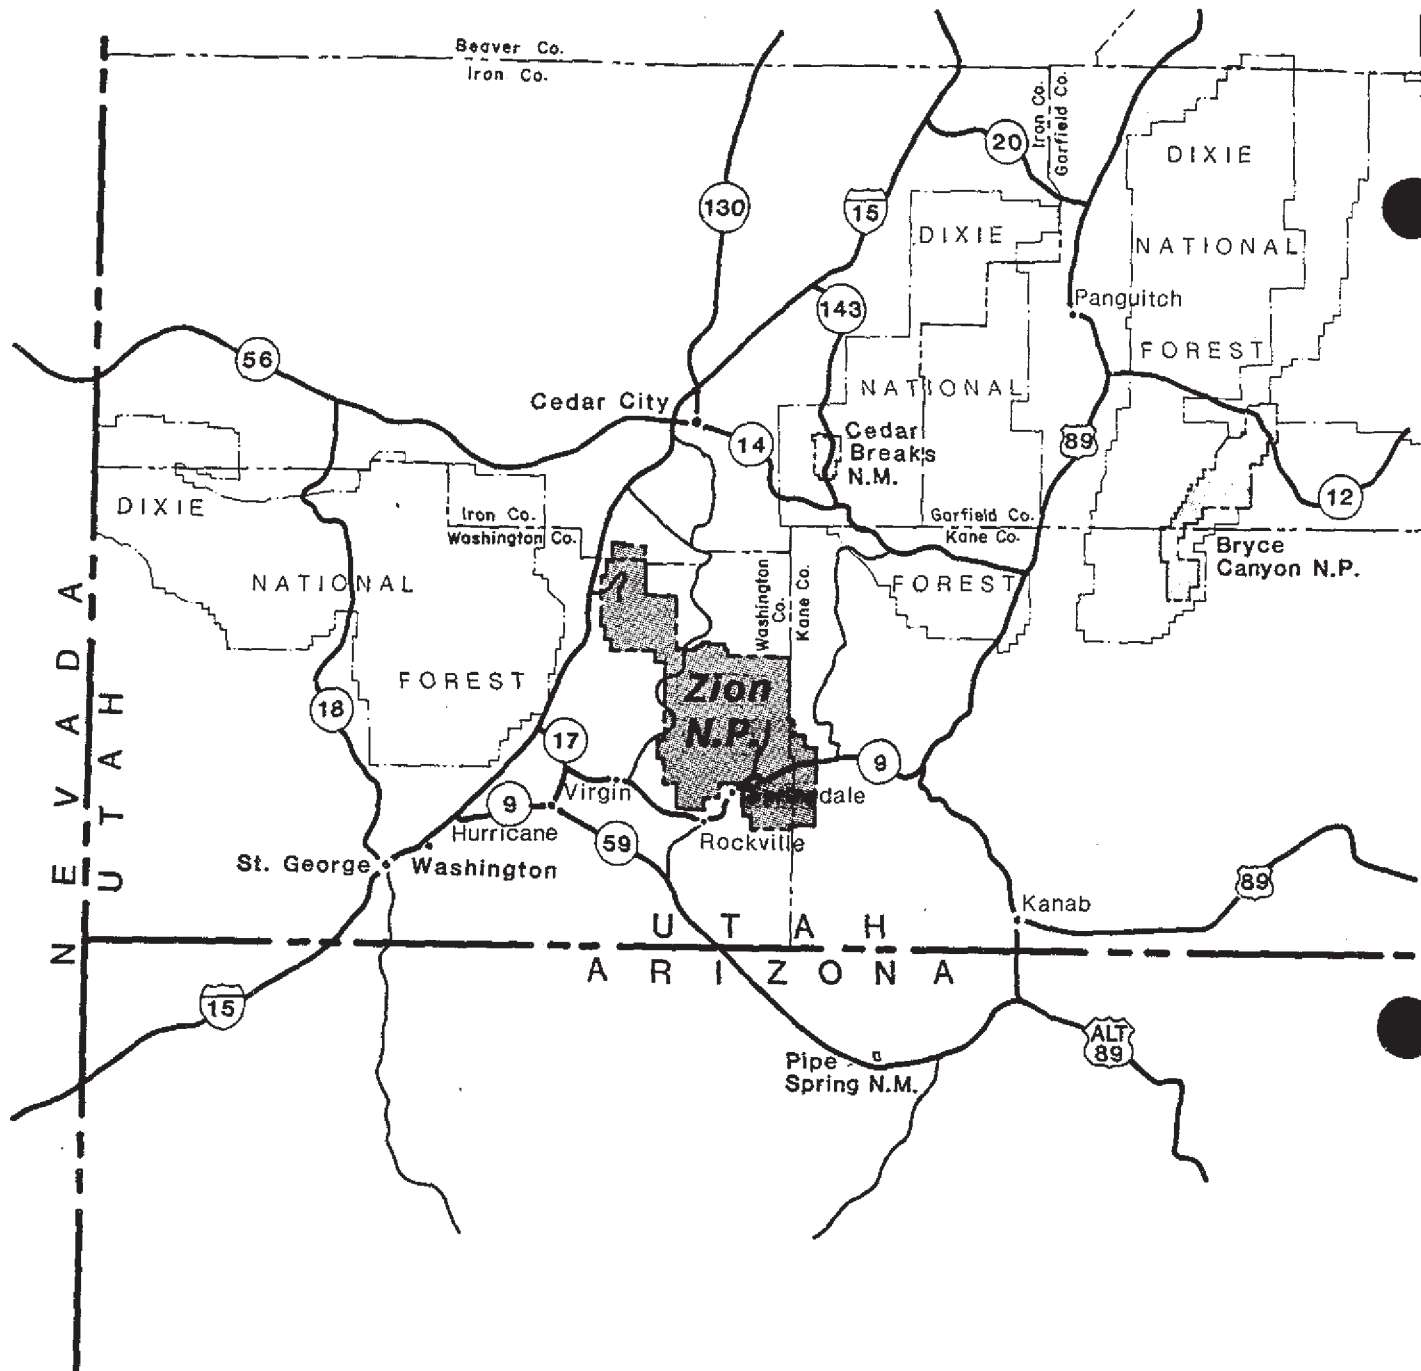 Beaver Co.
Iron Co.
Iron Co.
Garfield Co.
20
DIXIE
130
15
DIXIE
NATIONAL
143
Panguitch
56
FOREST
NATIONAL
Cedar City
14
Cedar
Breaks
N.M.
89
12
DIXIE
Iron Co.
Washington Co.
Garfield Co.
Kane Co.
Bryce
Canyon N.P.
NATIONAL
Washington
Co.
Kane Co.
FOREST
NEVADA
UTAH
FOREST
Zion
N.P.
18
17
9
Virgin
9
Hurricane
59
Rockville
St. George
Washington
89
Kanab
UTAH
ARIZONA
15
ALT
89
Pipe
Spring N.M.